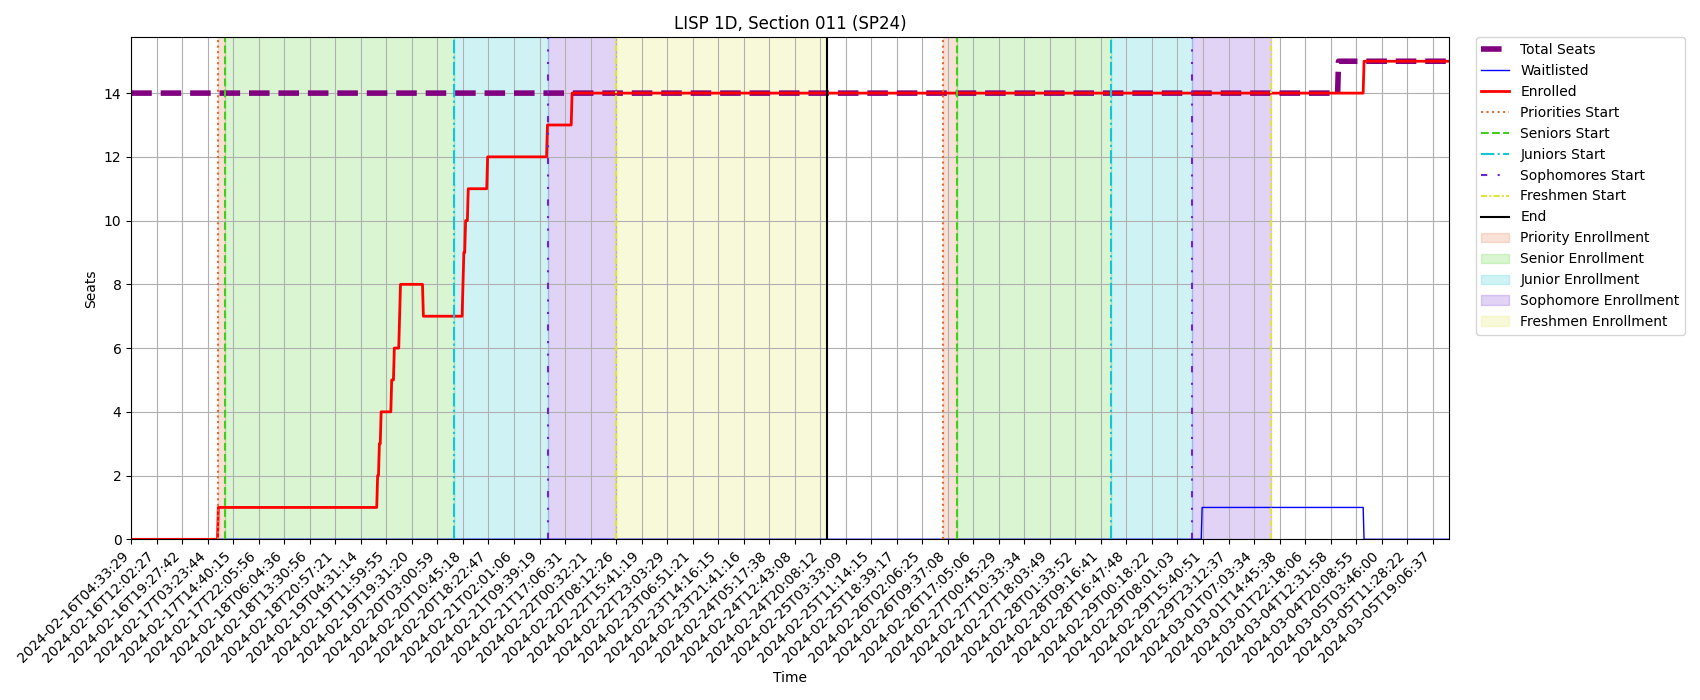 LISP 1D, Section 011 (SP24)
Seats
14
12
10
8
6
4
2
0
2024-02-16T04:33:29
2024-02-16T12:02:27
2024-02-16T19:27:42
2024-02-17T03:23:44
2024-02-17T14:40:15
2024-02-17T22:05:56
2024-02-18T06:04:36
2024-02-18T13:30:56
2024-02-18T20:57:21
2024-02-19T04:31:14
2024-02-19T11:59:55
2024-02-19T19:31:20
2024-02-20T03:00:59
2024-02-20T10:45:18
2024-02-20T18:22:47
2024-02-21T02:01:06
2024-02-21T09:39:19
2024-02-21T17:06:31
2024-02-22T00:32:21
2024-02-22T08:12:26
2024-02-22T15:41:19
2024-02-22T23:03:29
2024-02-23T06:51:21
2024-02-23T14:16:15
2024-02-23T21:41:16
2024-02-24T05:17:38
2024-02-24T12:43:08
2024-02-24T20:08:12
2024-02-25T03:33:09
2024-02-25T11:14:15
2024-02-25T18:39:17
2024-02-26T02:06:25
2024-02-26T09:37:08
2024-02-26T17:05:06
2024-02-27T00:45:29
2024-02-27T10:33:34
2024-02-27T18:03:49
2024-02-28T01:33:52
2024-02-28T09:16:41
2024-02-28T16:47:48
2024-02-29T00:18:22
2024-02-29T08:01:03
2024-02-29T15:40:51
2024-02-29T23:12:37
2024-03-01T07:03:34
2024-03-01T14:45:38
2024-03-01T22:18:06
2024-03-04T12:31:58
2024-03-04T20:08:55
2024-03-05T03:46:00
2024-03-05T11:28:22
2024-03-05T19:06:37
Time
Total Seats
Waitlisted
Enrolled
Priorities Start
Seniors Start
Juniors Start
Sophomores Start
Freshmen Start
End
Priority Enrollment
Senior Enrollment
Junior Enrollment
Sophomore Enrollment
Freshmen Enrollment